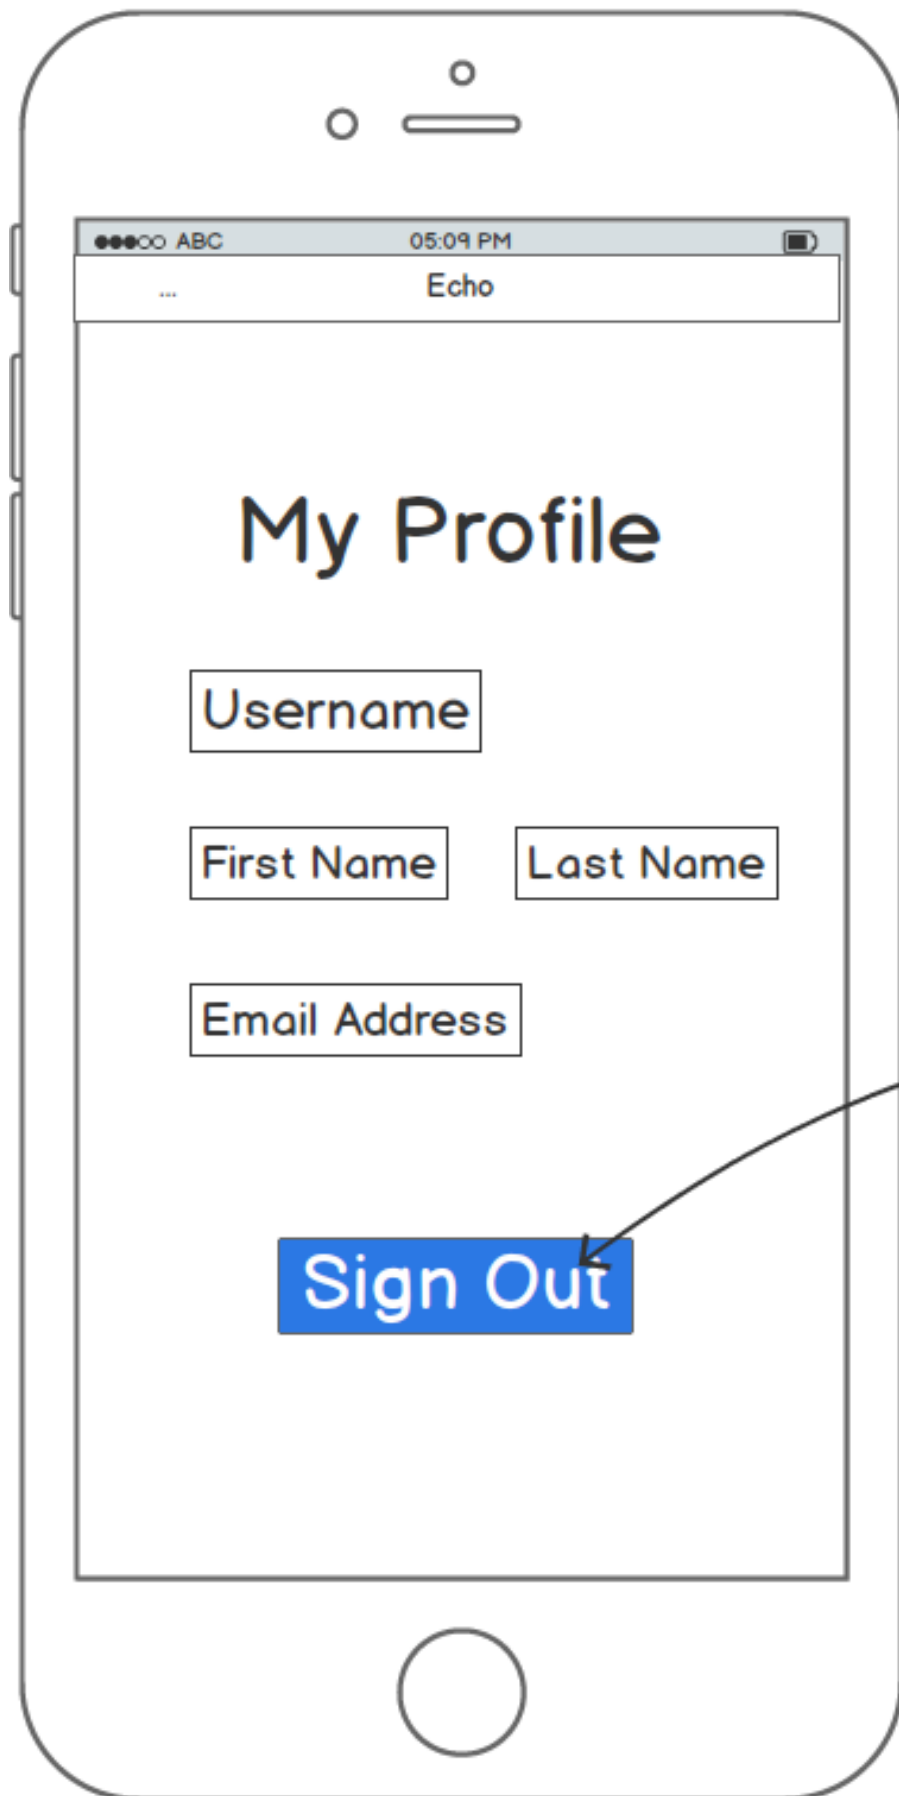 ABC 05:09 PM
... Echo
My Profile
Username
First Name Last Name
Email Address
Sign Out